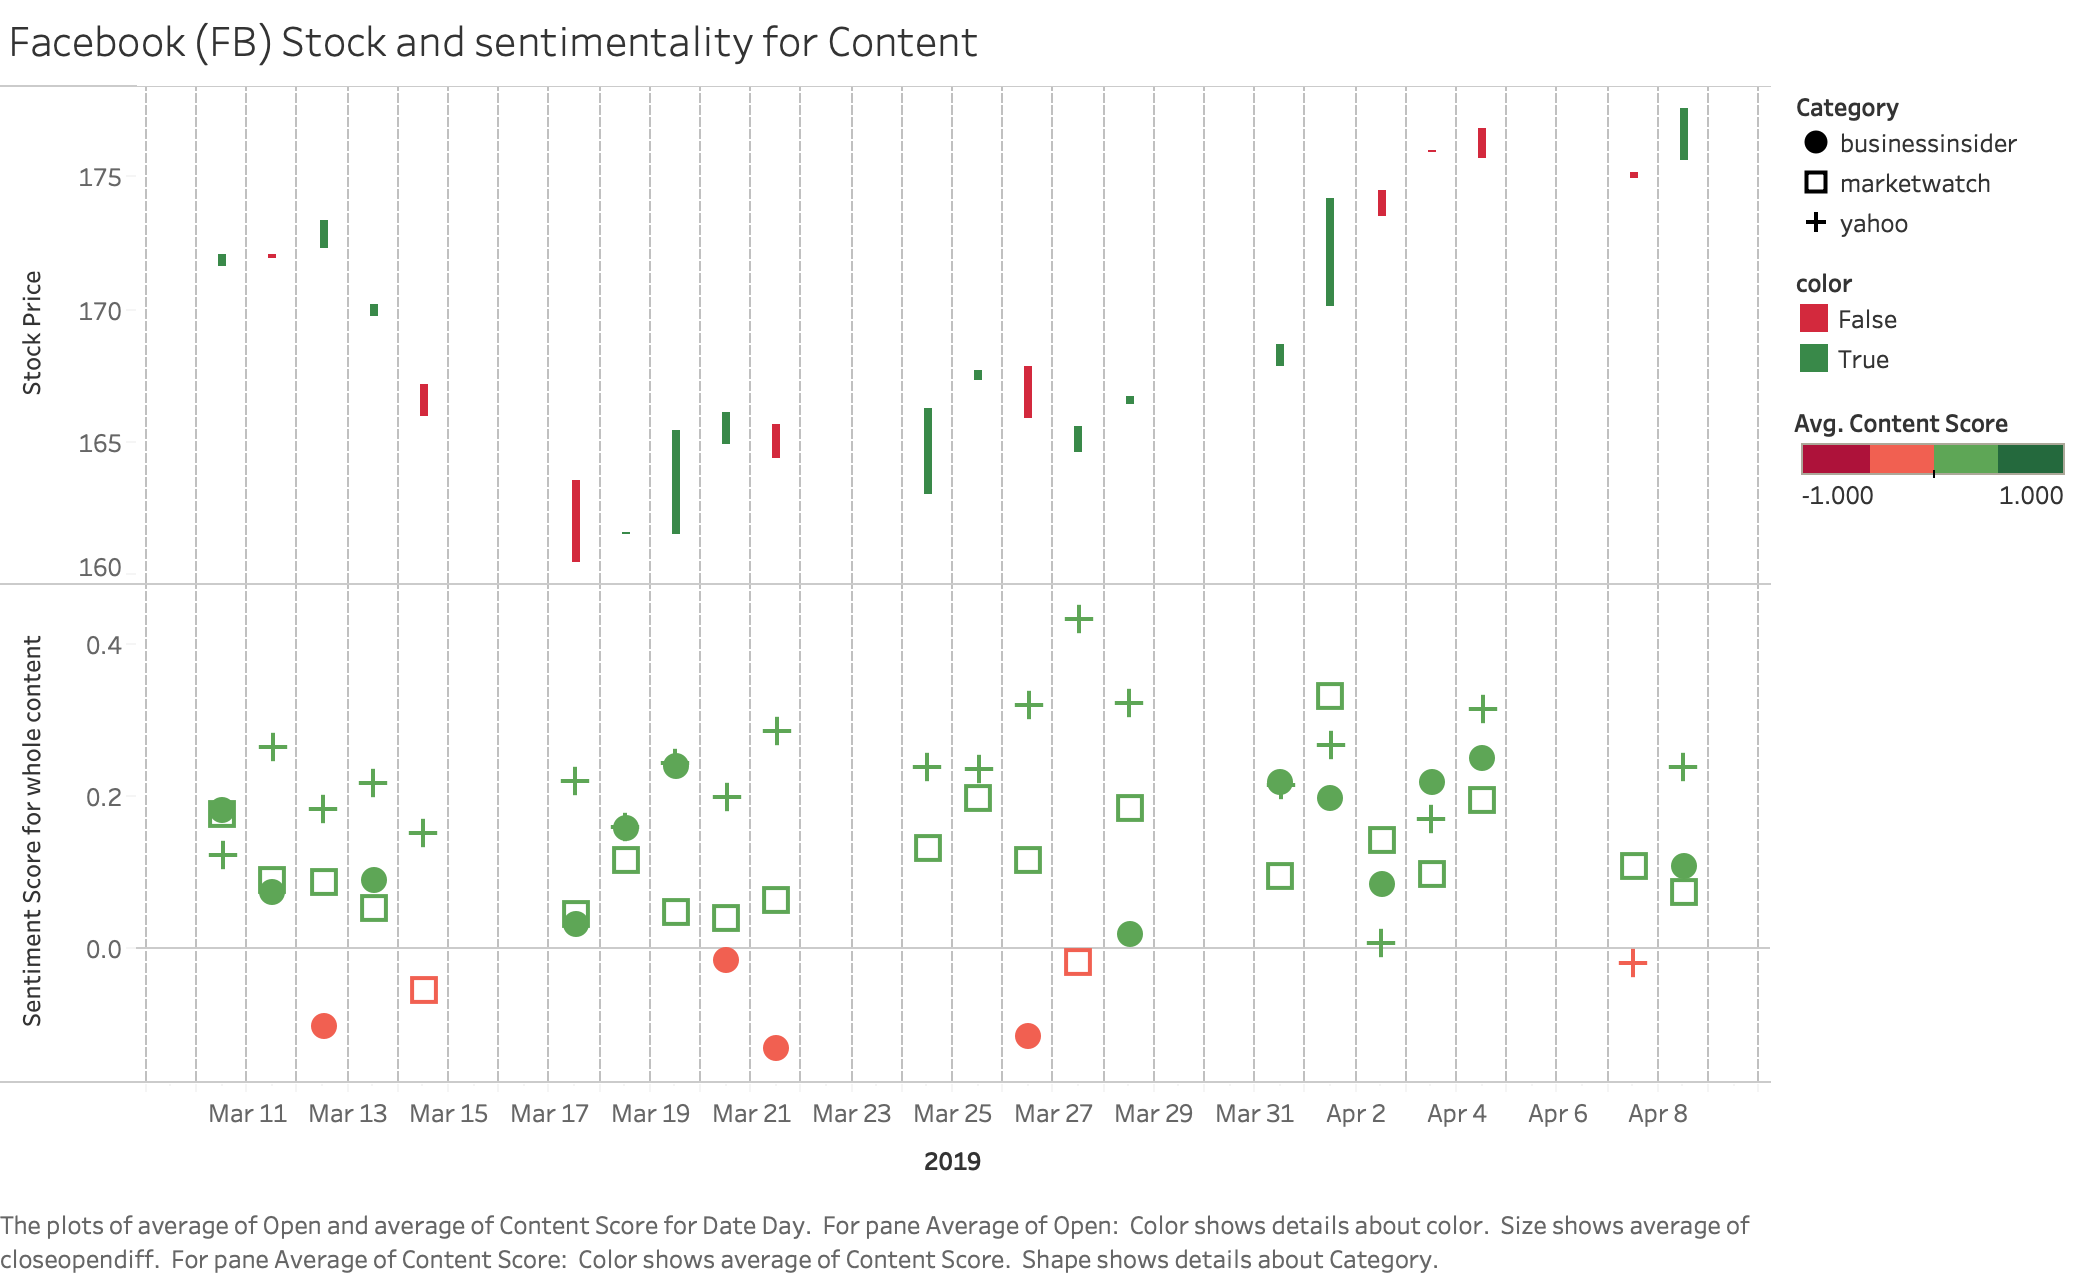 Facebook (FB) Stock and sentimentality for Content
Stock Price
175
170
165
160
Sentiment Score for whole content
0.4
0.2
0.0
Mar 11 Mar 13 Mar 15 Mar 17 Mar 19 Mar 21 Mar 23 Mar 25 Mar 27 Mar 29 Mar 31 Apr 2 Apr 4 Apr 6 Apr 8
2019
Category
businessinsider
marketwatch
yahoo
color
False
True
Avg. Content Score
-1.000 1.000
The plots of average of Open and average of Content Score for Date Day. For pane Average of Open: Color shows details about color. Size shows average of
closeopendiff. For pane Average of Content Score: Color shows average of Content Score. Shape shows details about Category.